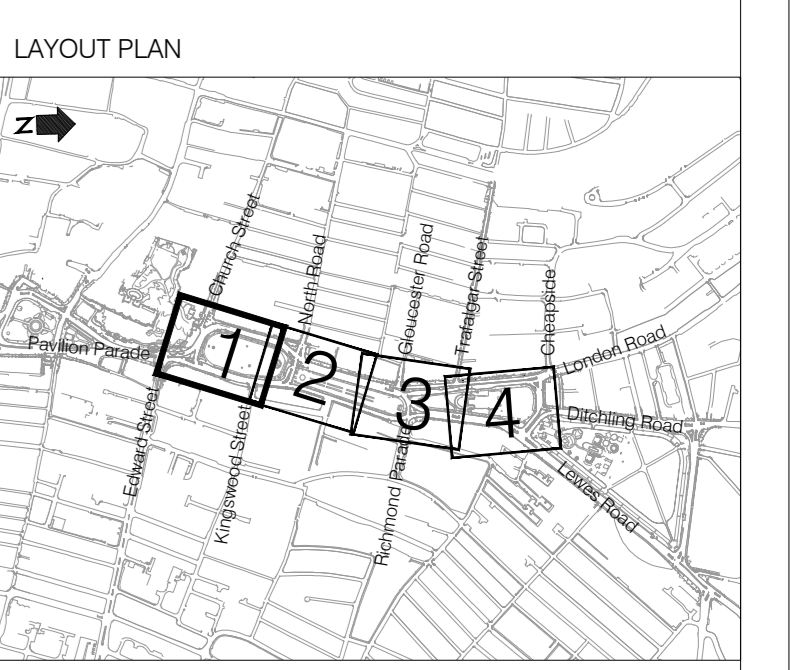 LAYOUT PLAN
N
Church Street
North Road
Gloucester Road
Trafalgar Street
Cheapside
London Road
Pavilion Parade
1
2
3
4
Ditchling Road
Edward Street
Kingswood Street
Richmond Parade
Lewes Road